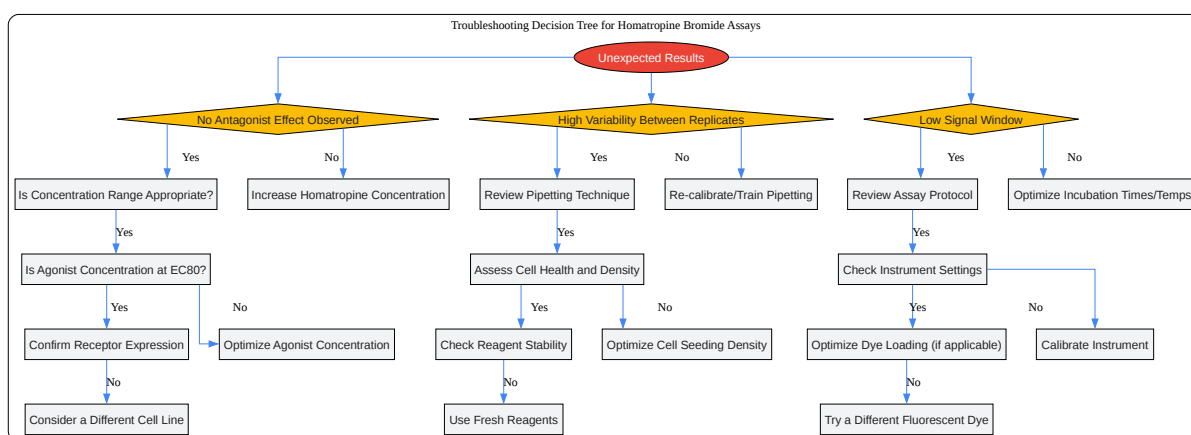 Troubleshooting Decision Tree for Homatropine Bromide Assays
Unexpected Results
No Antagonist Effect Observed
High Variability Between Replicates
Low Signal Window
Yes
No
Yes
No
Yes
No
Is Concentration Range Appropriate?
Increase Homatropine Concentration
Review Pipetting Technique
Re-calibrate/Train Pipetting
Review Assay Protocol
Optimize Incubation Times/Temps
Yes
Yes
Yes
Is Agonist Concentration at EC80?
Assess Cell Health and Density
Check Instrument Settings
Yes
No
Yes
No
Yes
No
Confirm Receptor Expression
Optimize Agonist Concentration
Check Reagent Stability
Optimize Cell Seeding Density
Optimize Dye Loading (if applicable)
Calibrate Instrument
No
No
No
Consider a Different Cell Line
Use Fresh Reagents
Try a Different Fluorescent Dye